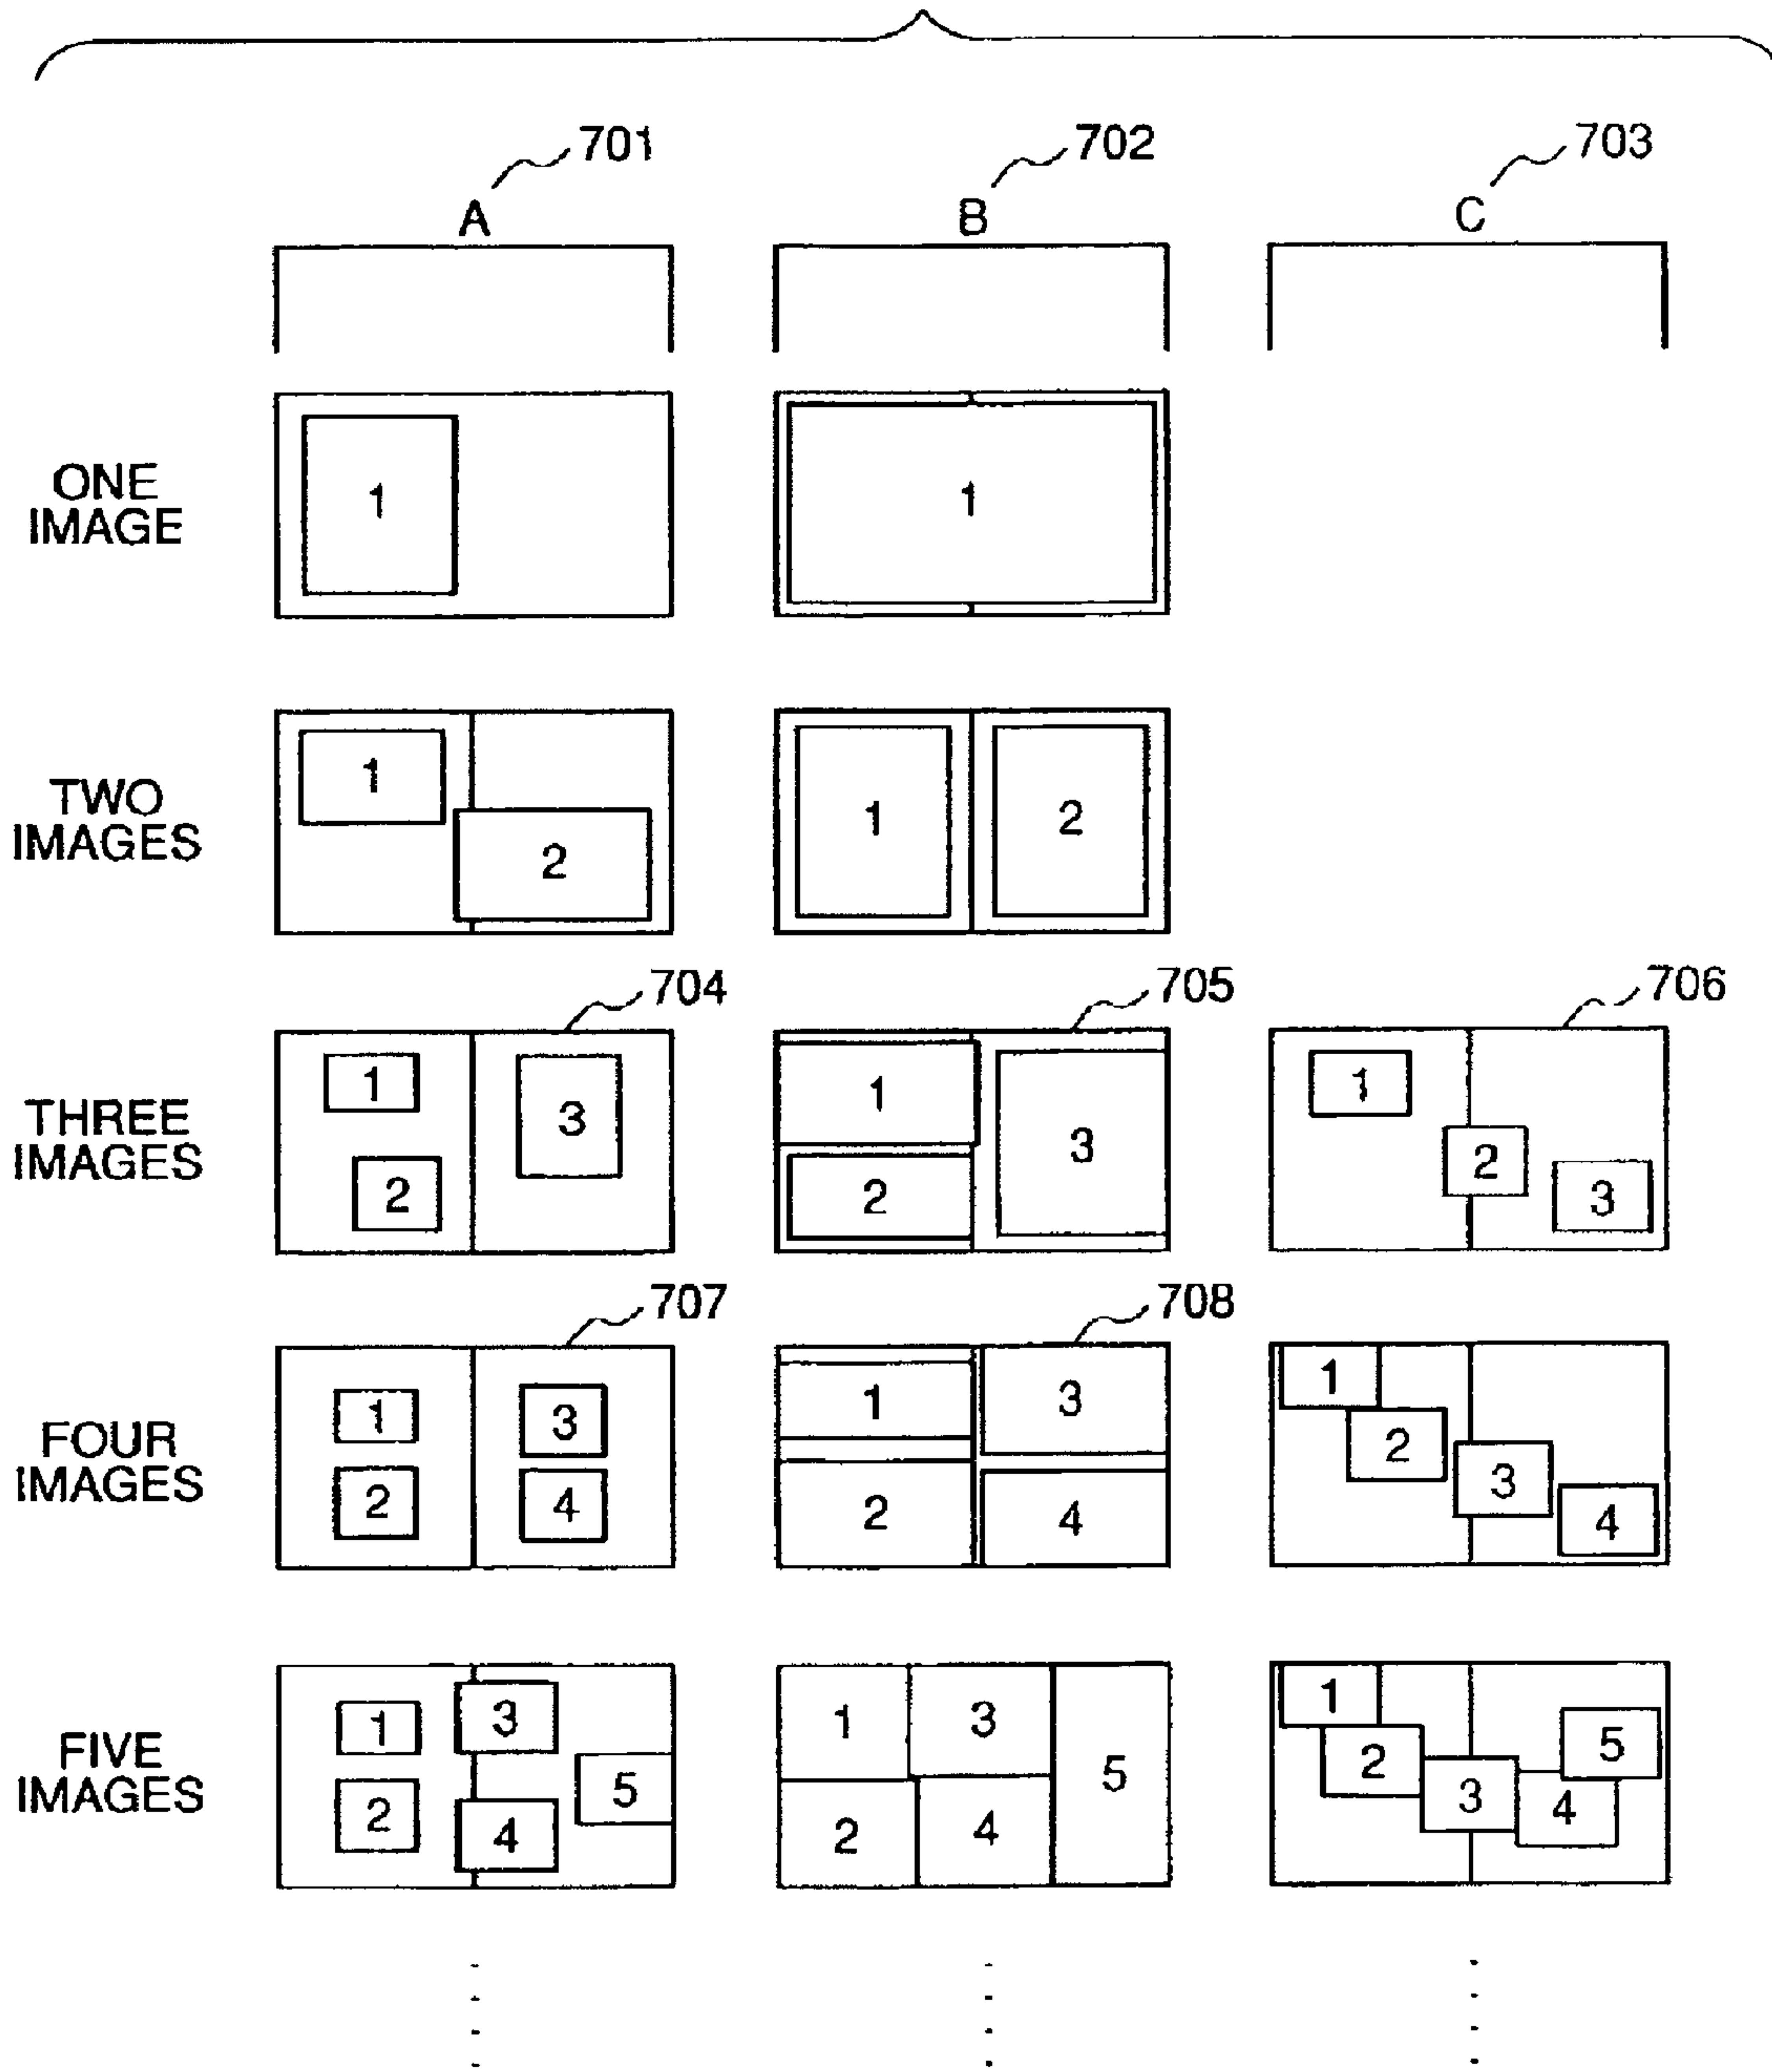 701 702 703
A B C
ONE
IMAGE
1 1
TWO
IMAGES
1 2 1 2
704 705 706
THREE
IMAGES
1 2 3 1 2 3 1 2 3
707 708
FOUR
IMAGES
1 2 3 4 1 2 3 4 1 2 3 4
FIVE
IMAGES
1 2 3 4 5 1 2 3 4 5 1 2 3 4 5